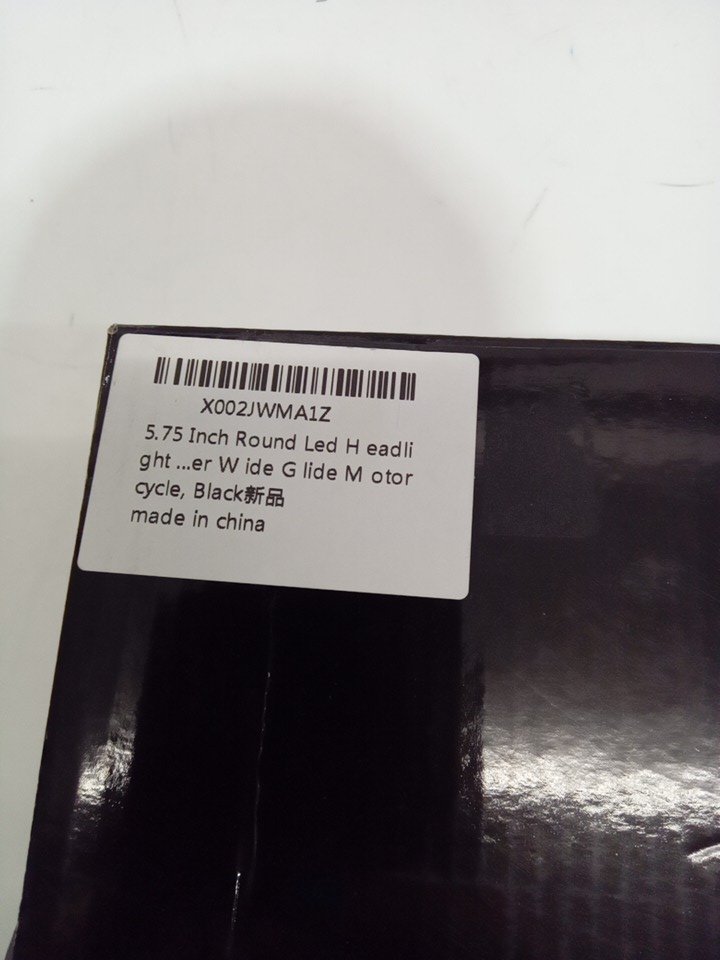 X002JWMA1Z
5.75 Inch Round Led H eadli
ght ...er W ide G lide M otor
cycle, Black新品
made in china